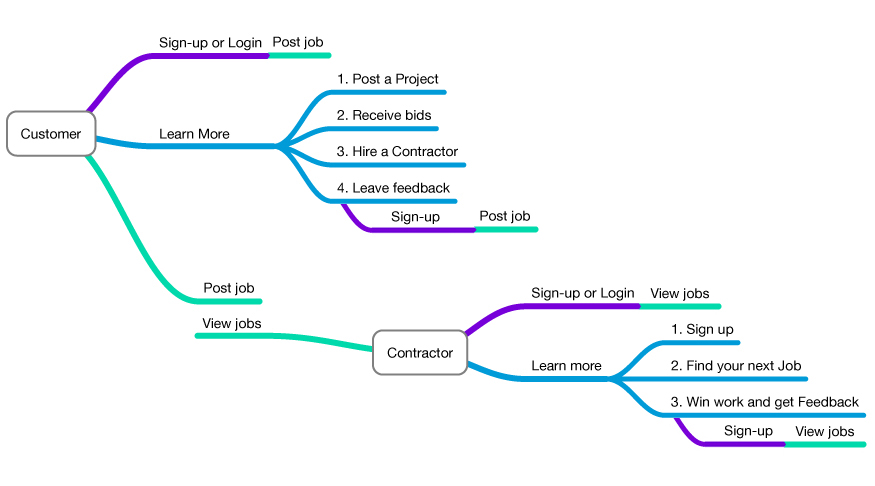 Sign-up or Login
Post job
1. Post a Project
2. Receive bids
Customer
Learn More
3. Hire a Contractor
4. Leave feedback
Sign-up
Post job
Post job
View jobs
Contractor
Sign-up or Login
View jobs
1. Sign up
Learn more
2. Find your next Job
3. Win work and get Feedback
Sign-up
View jobs